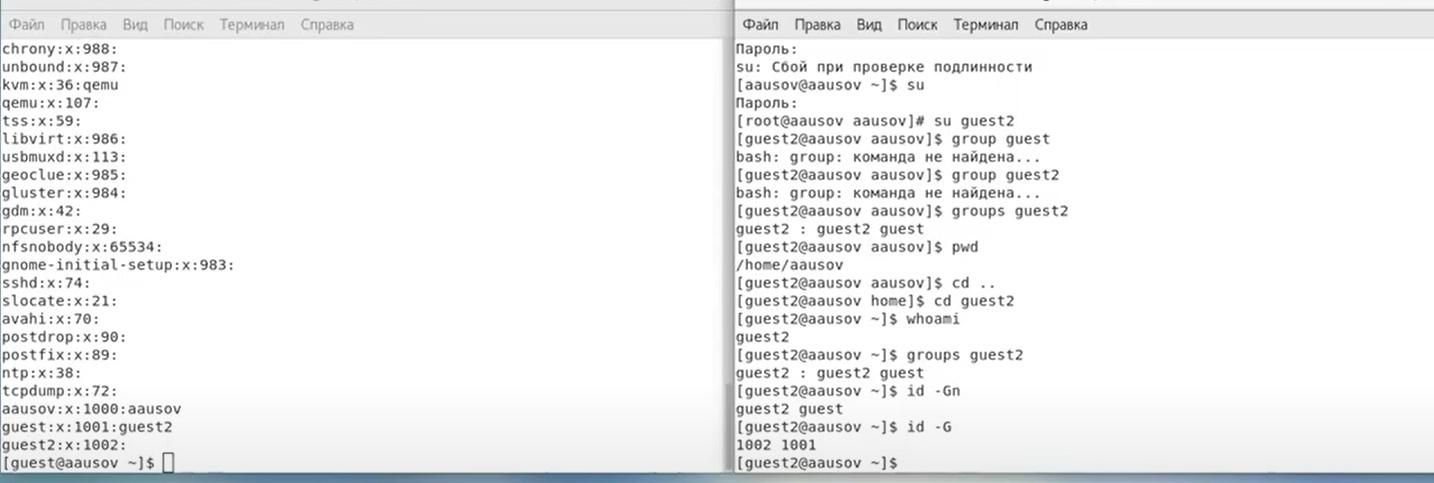 Файл Правка Вид Поиск Терминал Справка
chrony:x:988:
unbound:x:987:
kvm:x:36:qemu
qemu:x:107:
tss:x:59:
libvirt:x:986:
usbmuxd:x:113:
geoclue:x:985:
gluster:x:984:
gdm:x:42:
rpcuser:x:29:
nfsnobody:x:65534:
gnome-initial-setup:x:983:
sshd:x:74:
slocate:x:21:
avahi:x:70:
postdrop:x:90:
postfix:x:89:
ntp:x:38:
tcpdump:x:72:
aausov:x:1000:aausov
guest:x:1001:guest2
guest2:x:1002:
[guest@aausov ~]$
Файл Правка Вид Поиск Терминал Справка
Пароль:
su: Сбой при проверке подлинности
[aausov@aausov ~]$ su
Пароль:
[root@aausov aausov]# su guest2
[guest2@aausov aausov]$ group guest
bash: group: команда не найдена...
[guest2@aausov aausov]$ group guest2
bash: group: команда не найдена...
[guest2@aausov aausov]$ groups guest2
guest2 : guest2 guest
[guest2@aausov aausov]$ pwd
/home/aausov
[guest2@aausov aausov]$ cd ..
[guest2@aausov home]$ cd guest2
[guest2@aausov ~]$ whoami
guest2
[guest2@aausov ~]$ groups guest2
guest2 : guest2 guest
[guest2@aausov ~]$ id -Gn
guest2 guest
[guest2@aausov ~]$ id -G
1002 1001
[guest2@aausov ~]$